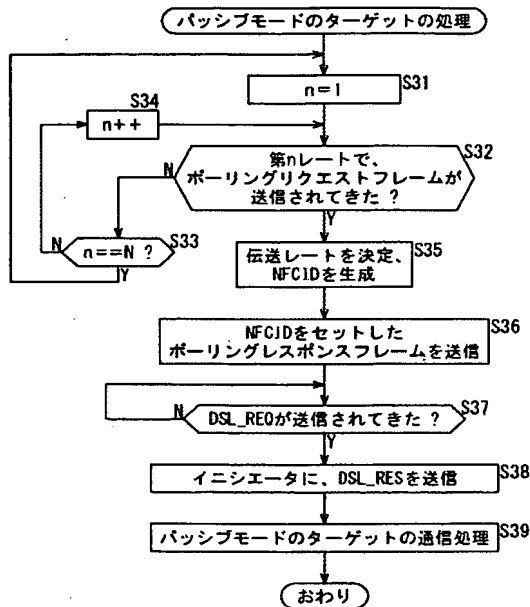 パッシブモードのターゲットの処理
n=1
S31
S34
n++
第nレートで、
ポーリングリクエストフレームが
送信されてきた ?
S32
N
Y
n==N ?
S33
N
Y
伝送レートを決定、
NFCIDを生成
S35
NFCIDをセットした
ポーリングレスポンスフレームを送信
S36
DSL_REQが送信されてきた ?
S37
N
Y
イニシエータに、DSL_RESを送信
S38
パッシブモードのターゲットの通信処理
S39
おわり